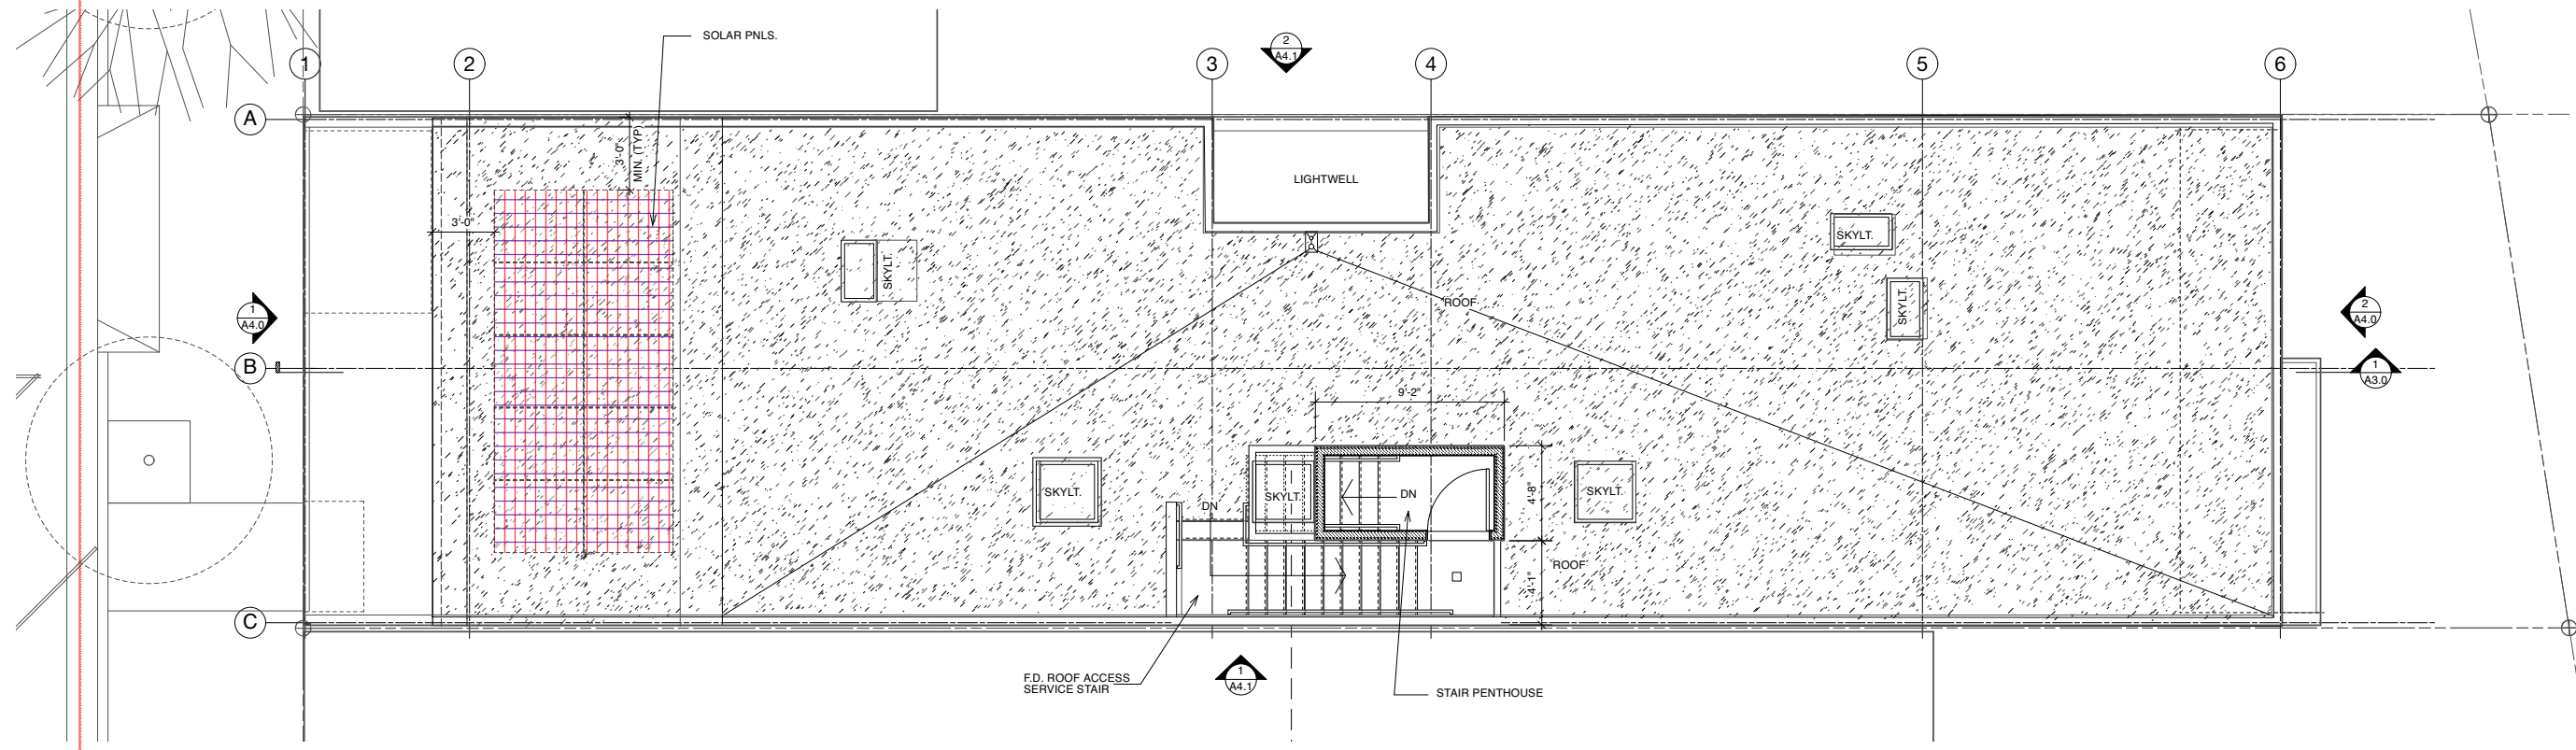 SOLAR PNLS.
2
A4.1
1
2
3
4
5
6
A
3'-0"
MIN. (TYP)
LIGHTWELL
3'-0"
SKYLT.
SKYLT.
SKYLT.
ROOF
1
A4.0
2
A4.0
B
1
A3.0
9'-2"
SKYLT.
SKYLT.
DN
SKYLT.
DN
4'-8"
ROOF
4'-1"
C
F.D. ROOF ACCESS
SERVICE STAIR
1
A4.1
STAIR PENTHOUSE